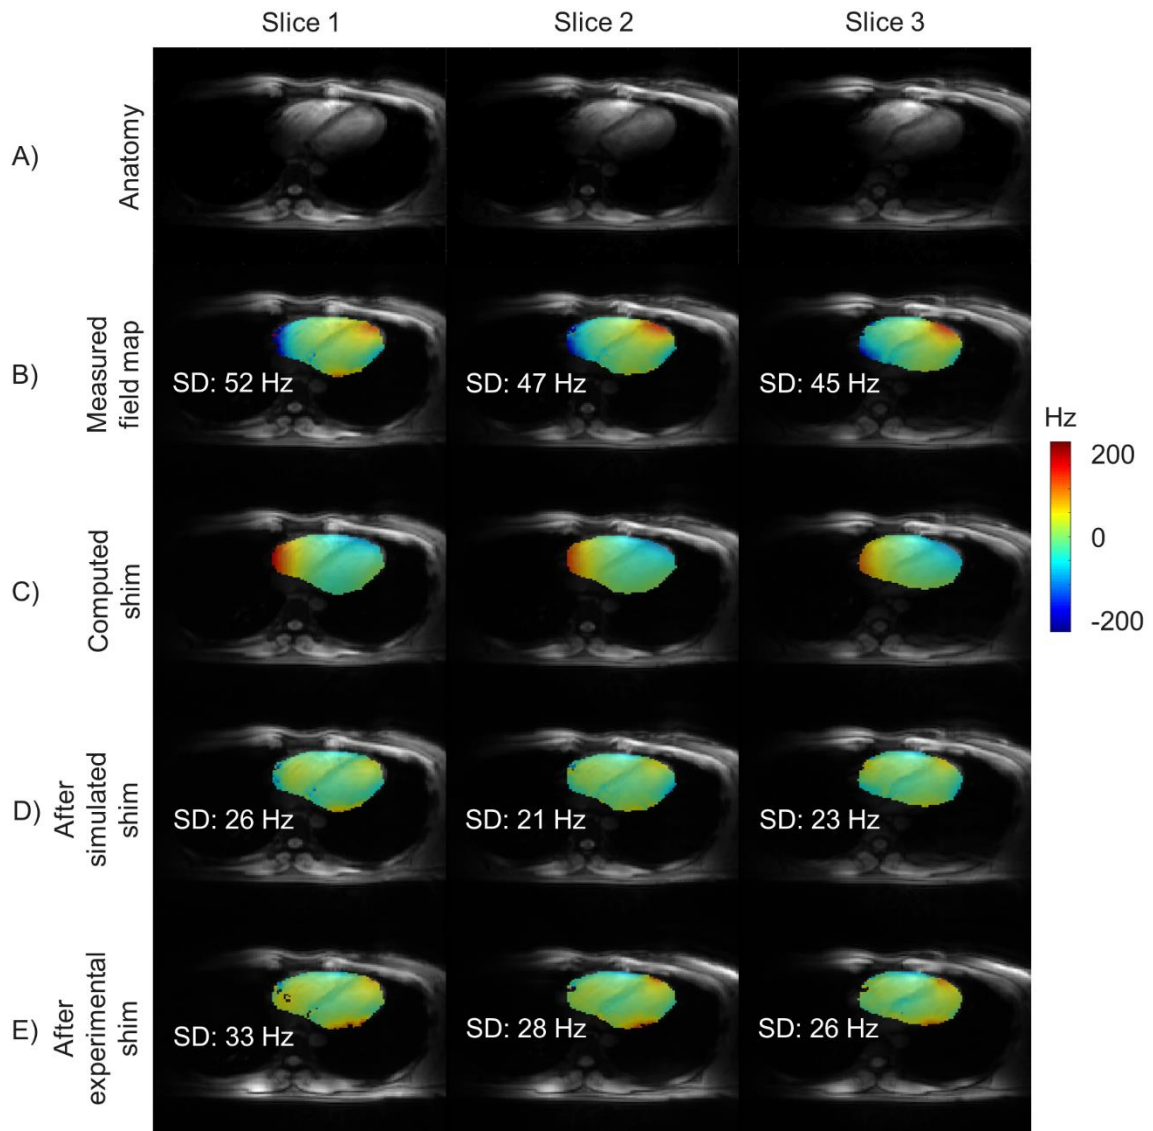 Slice 1
Slice 2
Slice 3
A)
Anatomy
B)
Measured
field map
SD: 52 Hz
SD: 47 Hz
SD: 45 Hz
Hz
200
0
-200
C)
Computed
shim
D)
After
simulated
shim
SD: 26 Hz
SD: 21 Hz
SD: 23 Hz
E)
After
experimental
shim
SD: 33 Hz
SD: 28 Hz
SD: 26 Hz